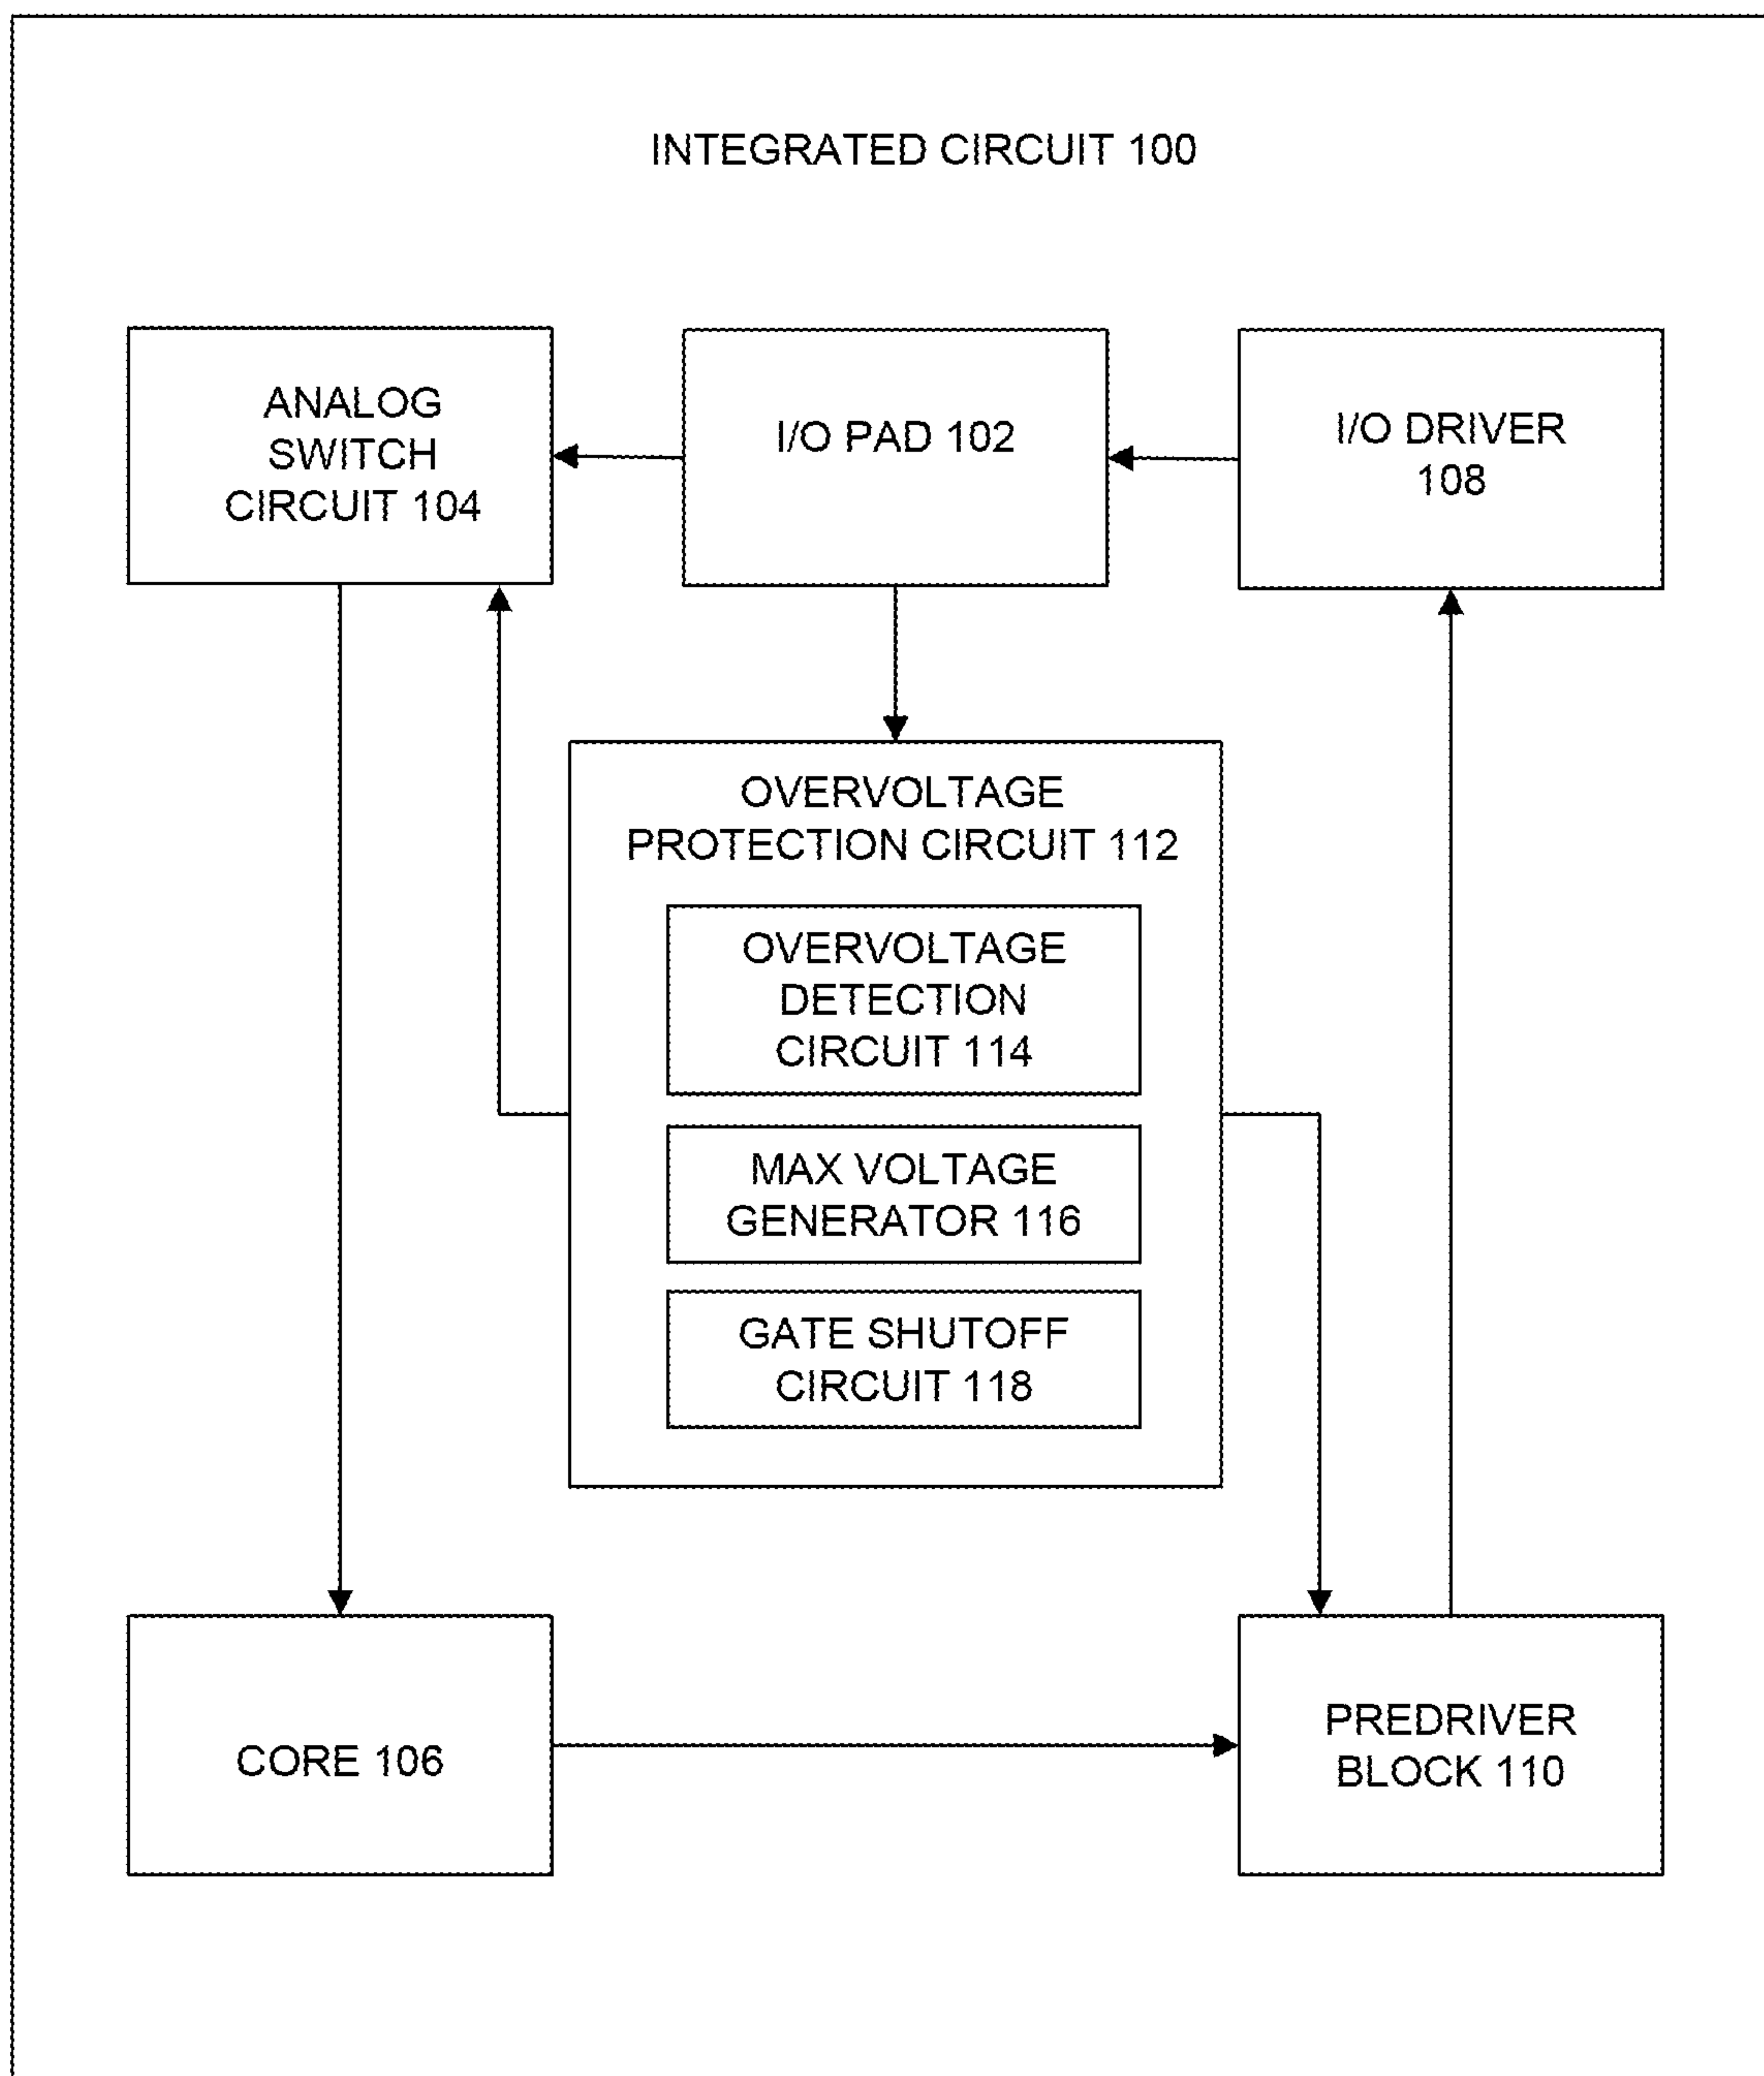 INTEGRATED CIRCUIT 100
ANALOG
SWITCH
CIRCUIT 104
I/O PAD 102
I/O DRIVER
108
OVERVOLTAGE
PROTECTION CIRCUIT 112
OVERVOLTAGE
DETECTION
CIRCUIT 114
MAX VOLTAGE
GENERATOR 116
GATE SHUTOFF
CIRCUIT 118
CORE 106
PREDRIVER
BLOCK 110